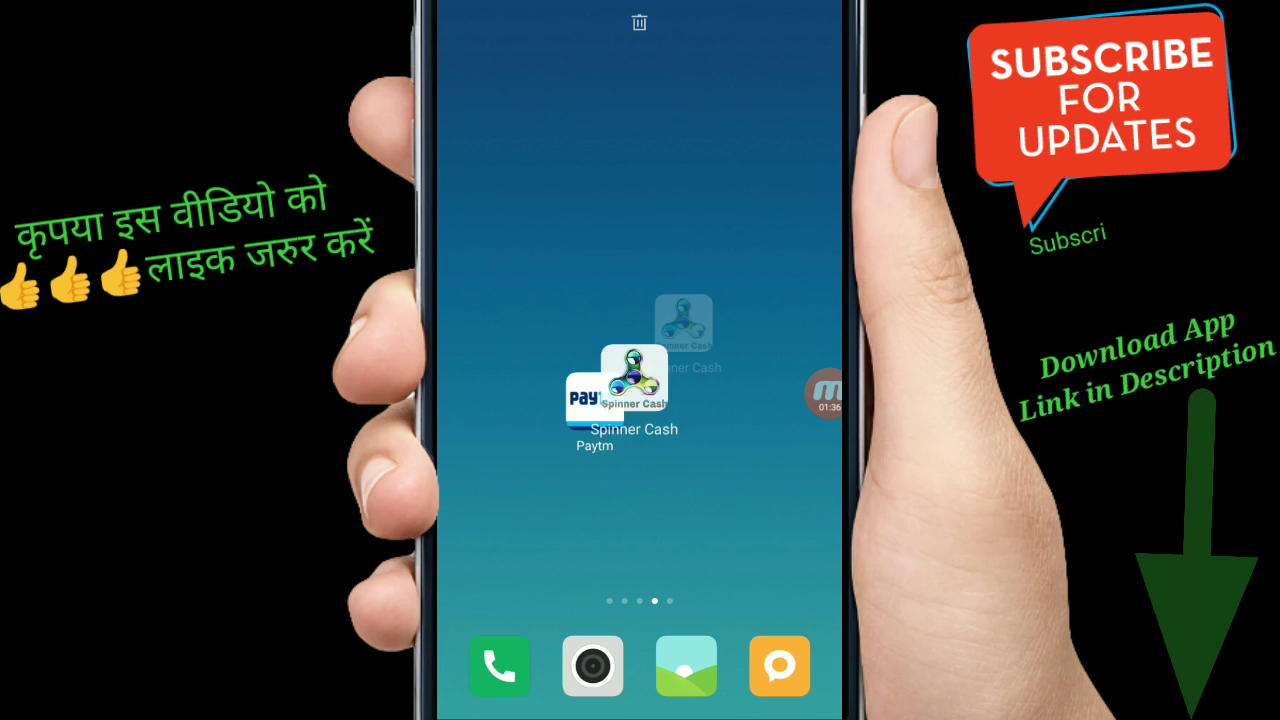 SUBSCRIBE
FOR
UPDATES
Subscri
कृपया इस वीडियो को
👍👍👍लाइक जरुर करें
Download App
Link in Description
Spinner Cash
Spinner Cash
Paytm
01:36